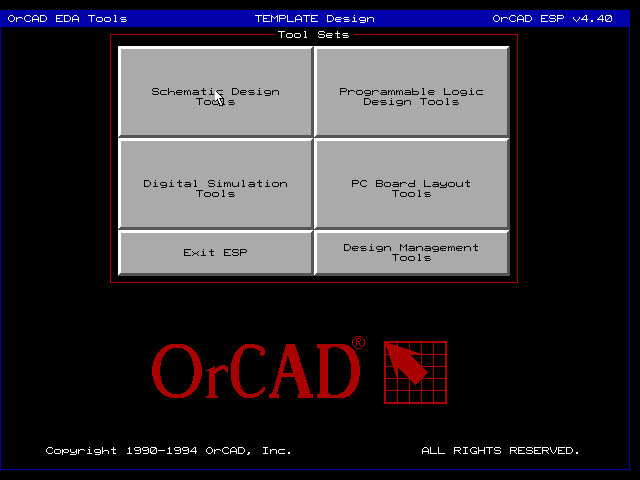 OrCAD EDA Tools TEMPLATE Design OrCAD ESP v4.40
Tool Sets
Schematic Design
Tools
Programmable Logic
Design Tools
Digital Simulation
Tools
PC Board Layout
Tools
Exit ESP
Design Management
Tools
OrCAD®
Copyright 1990-1994 OrCAD, Inc. ALL RIGHTS RESERVED.